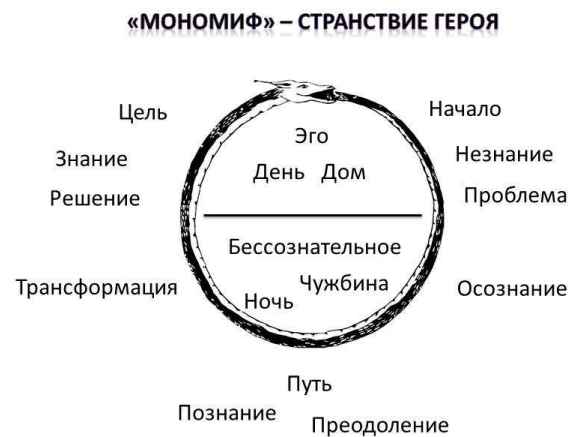 «МОНОМИФ» – СТРАНСТВИЕ ГЕРОЯ
Цель
Начало
Эго
Знание
День Дом
Незнание
Решение
Проблема
Бессознательное
Трансформация
Чужбина
Осознание
Ночь
Путь
Познание
Преодоление